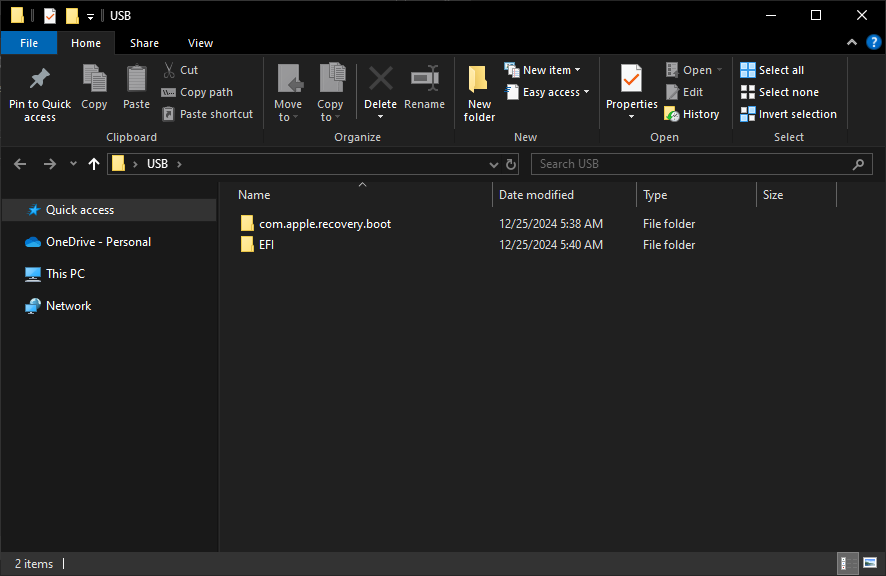 USB
File Home Share View
Pin to Quick access
Copy
Paste
Cut
Copy path
Paste shortcut
Clipboard
Move to
Copy to
Delete
Rename
Organize
New folder
New item
Easy access
New
Properties
Open
Edit
History
Open
Select all
Select none
Invert selection
Select
USB
Search USB
Quick access
OneDrive - Personal
This PC
Network
Name Date modified Type Size
com.apple.recovery.boot 12/25/2024 5:38 AM File folder
EFI 12/25/2024 5:40 AM File folder
2 items